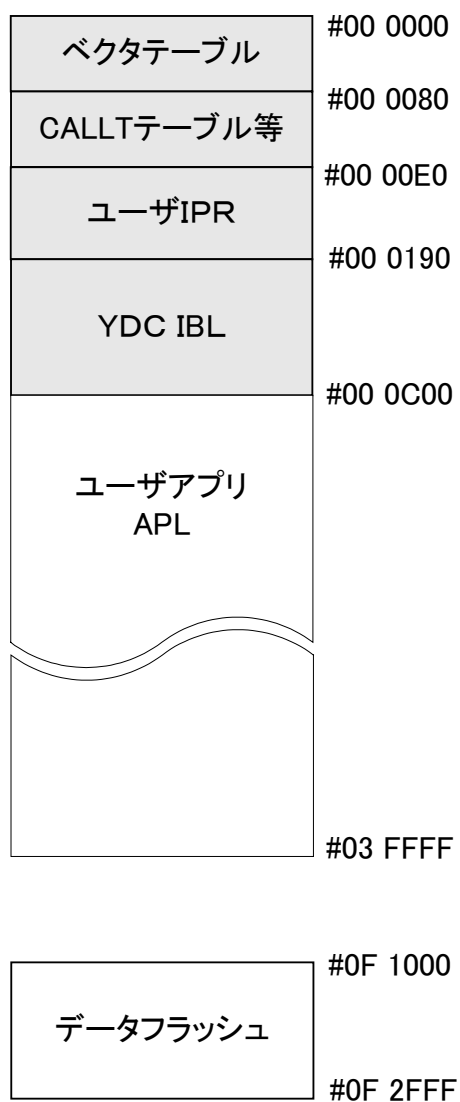 #00 0000
ベクタテーブル
#00 0080
CALLTテーブル等
#00 00E0
ユーザIPR
#00 0190
YDC IBL
#00 0C00
ユーザアプリ
APL
#03 FFFF
#0F 1000
データフラッシュ
#0F 2FFF